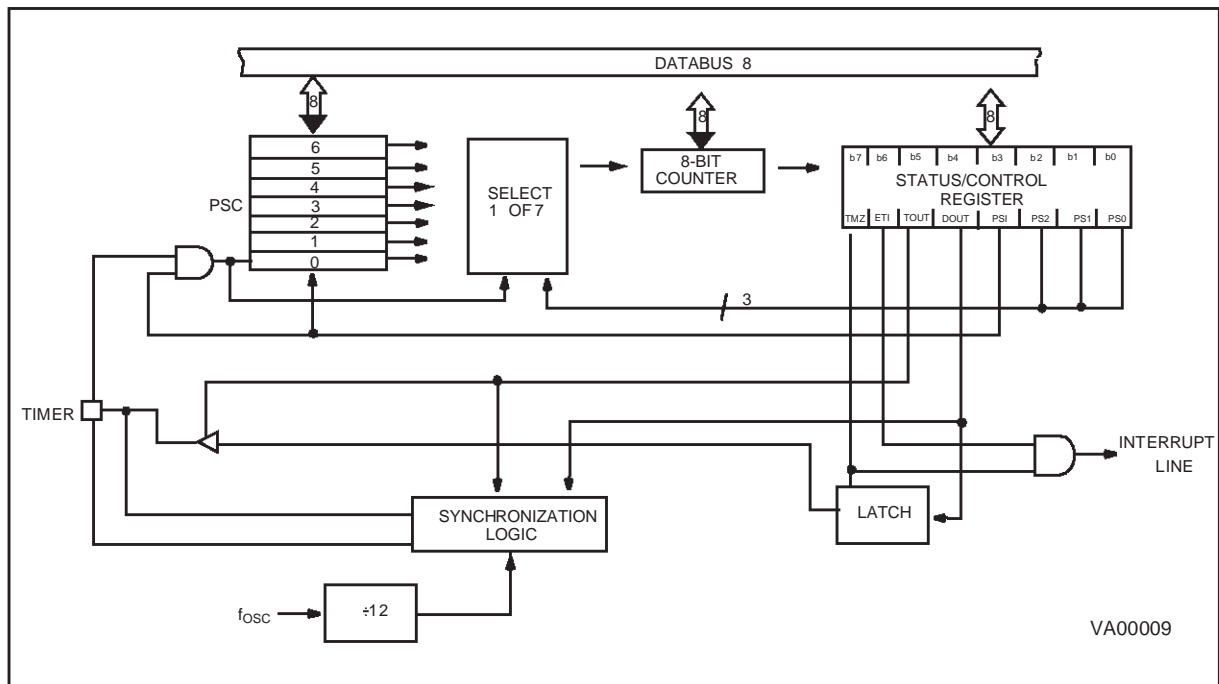 DATABUS 8
8
8
8
6
5
4
3
2
1
0
PSC
SELECT
1 OF 7
8-BIT
COUNTER
b7 b6 b5 b4 b3 b2 b1 b0
STATUS/CONTROL
REGISTER
TMZ ETI TOUT DOUT PSI PS2 PS1 PS0
3
TIMER
INTERRUPT
LINE
SYNCHRONIZATION
LOGIC
LATCH
fOSC
÷12
VA00009